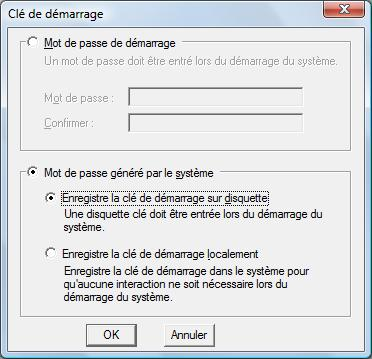 Clé de démarrage
Mot de passe de démarrage
Un mot de passe doit être entré lors du démarrage du système.
Mot de passe :
Confirmer :
Mot de passe généré par le système
Enregistre la clé de démarrage sur disquette
Une disquette clé doit être entrée lors du démarrage du
système.
Enregistre la clé de démarrage localement
Enregistre la clé de démarrage dans le système pour
qu'aucune interaction ne soit nécessaire lors du
démarrage du système.
OK
Annuler